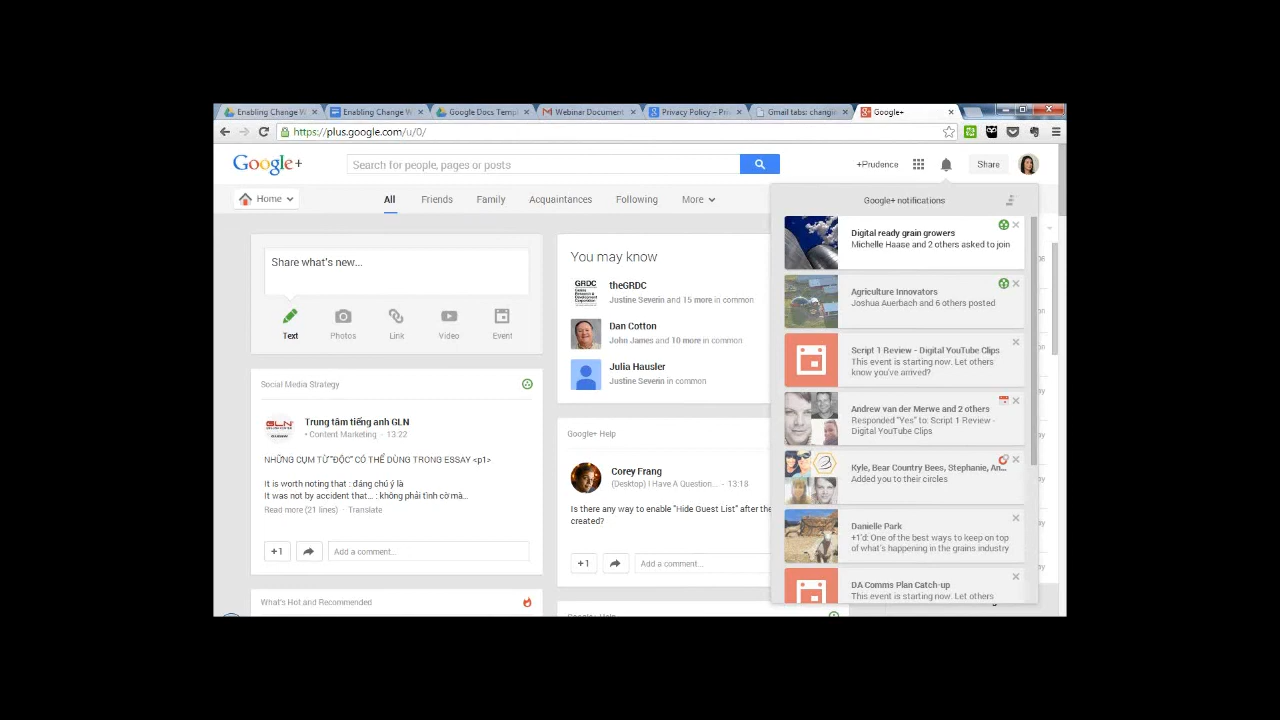 Enabling Change W
Enabling Change W
Google Docs Templ
Webinar Document
Privacy Policy – Pri
Gmail tabs: changin
Google+
https://plus.google.com/u/0/
Google+
Search for people, pages or posts
+Prudence
Share
Home
All
Friends
Family
Acquaintances
Following
More
Google+ notifications
Share what's new...
Text
Photos
Link
Video
Event
You may know
GRDC
theGRDC
Justine Severin and 15 more in common
Dan Cotton
John James and 10 more in common
Julia Hausler
Justine Severin in common
Social Media Strategy
GLN
Trung tâm tiếng anh GLN
• Content Marketing - 13:22
NHỮNG CỤM TỪ "ĐỘC" CÓ THỂ DÙNG TRONG ESSAY <p1>
It is worth noting that : đáng chú ý là
It was not by accident that... : không phải tình cờ mà...
Read more (21 lines) · Translate
+1
Add a comment...
What's Hot and Recommended
Google+ Help
Corey Frang
(Desktop) I Have A Question... - 13:18
Is there any way to enable "Hide Guest List" after the
created?
+1
Add a comment...
Digital ready grain growers
Michelle Haase and 2 others asked to join
Agriculture Innovators
Joshua Auerbach and 6 others posted
Script 1 Review - Digital YouTube Clips
This event is starting now. Let others
know you've arrived?
Andrew van der Merwe and 2 others
Responded "Yes" to: Script 1 Review -
Digital YouTube Clips
Kyle, Bear Country Bees, Stephanie, An...
Added you to their circles
Danielle Park
+1'd: One of the best ways to keep on top
of what's happening in the grains industry
DA Comms Plan Catch-up
This event is starting now. Let others